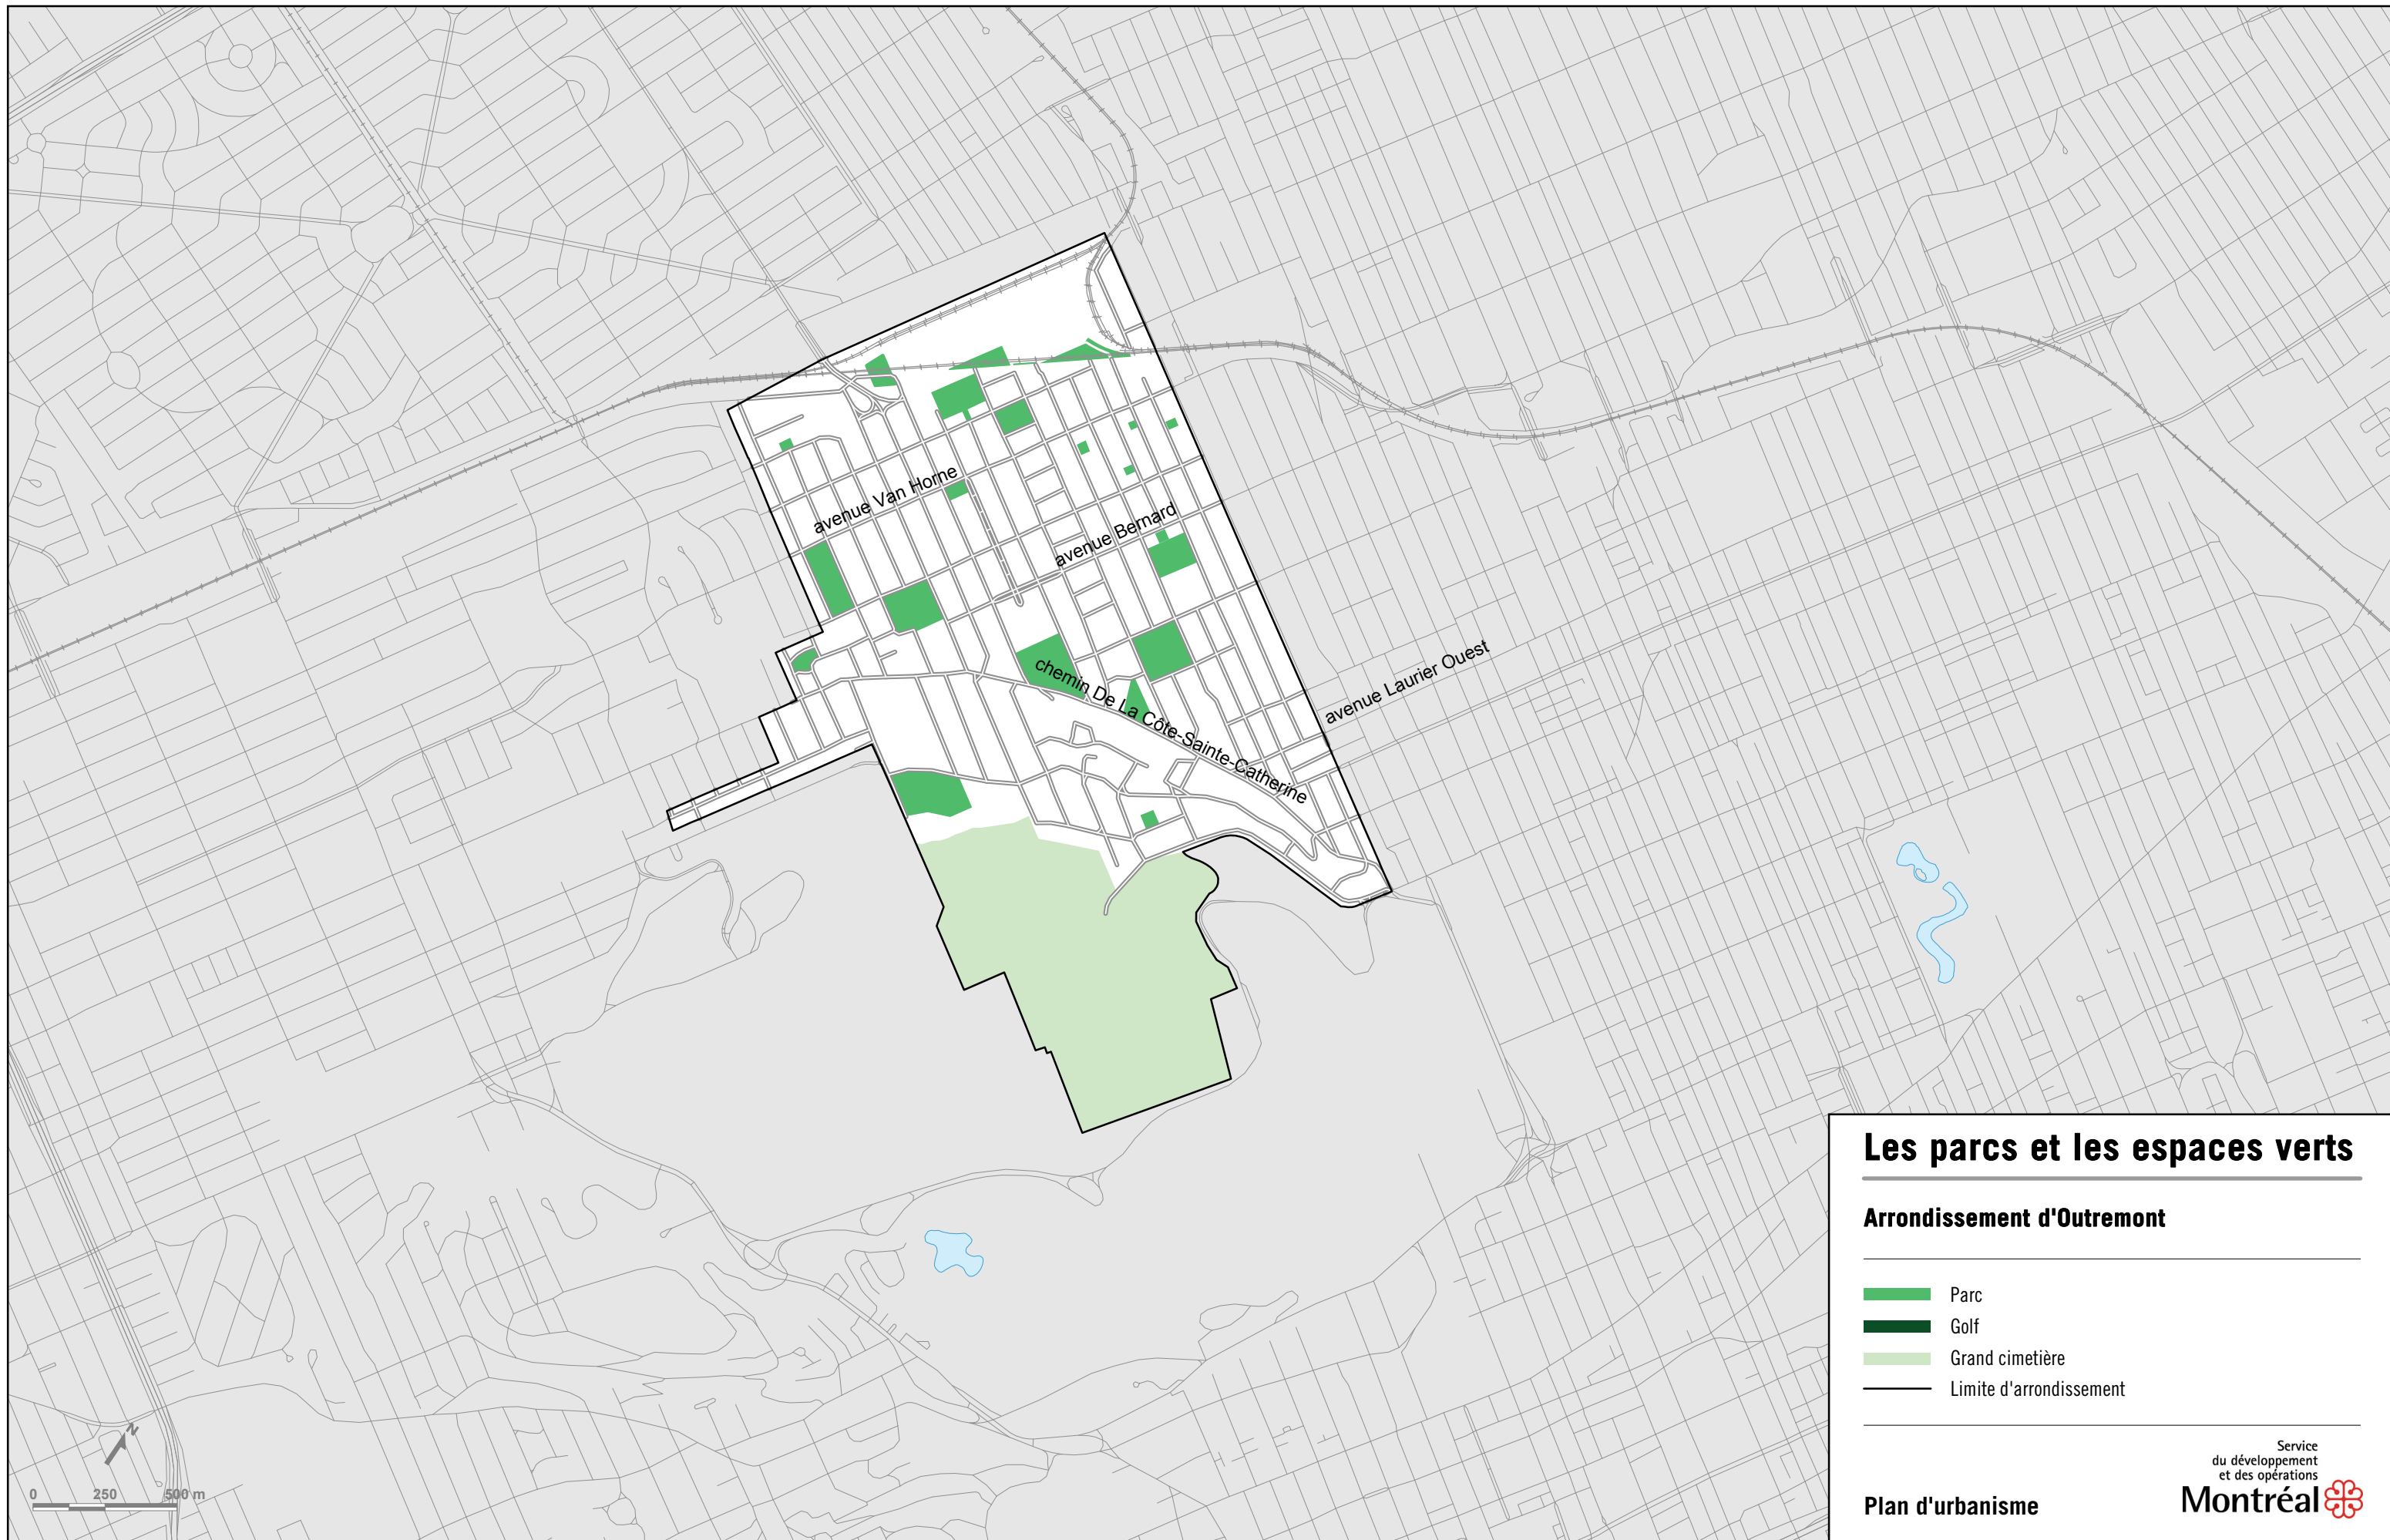 avenue Van Horne
avenue Bernard
chemin De La Côte-Sainte-Catherine
avenue Laurier Ouest
Les parcs et les espaces verts
Arrondissement d'Outremont
Parc
Golf
Grand cimetière
Limite d'arrondissement
N
0 250 500 m
Service
du développement
et des opérations
Montréal
Plan d'urbanisme